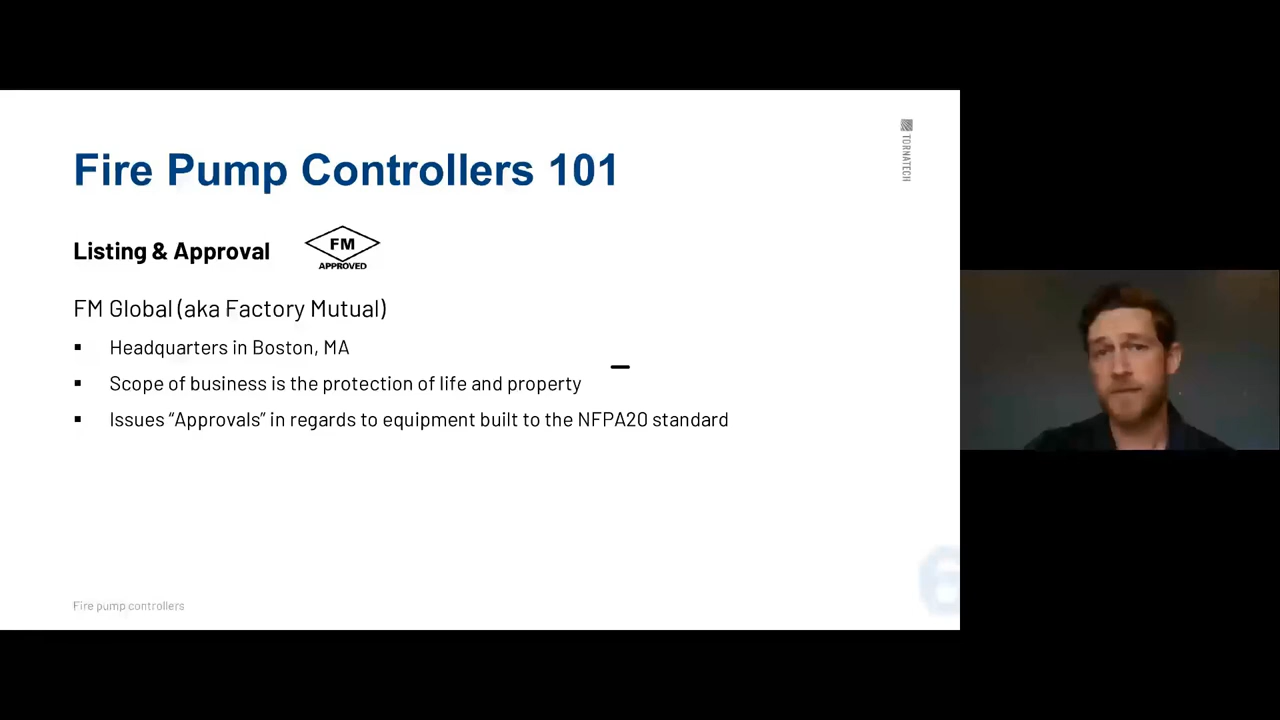 Fire Pump Controllers 101
TORNATECH
Listing & Approval
FM
APPROVED
FM Global (aka Factory Mutual)
Headquarters in Boston, MA
Scope of business is the protection of life and property
Issues “Approvals” in regards to equipment built to the NFPA20 standard
Fire pump controllers